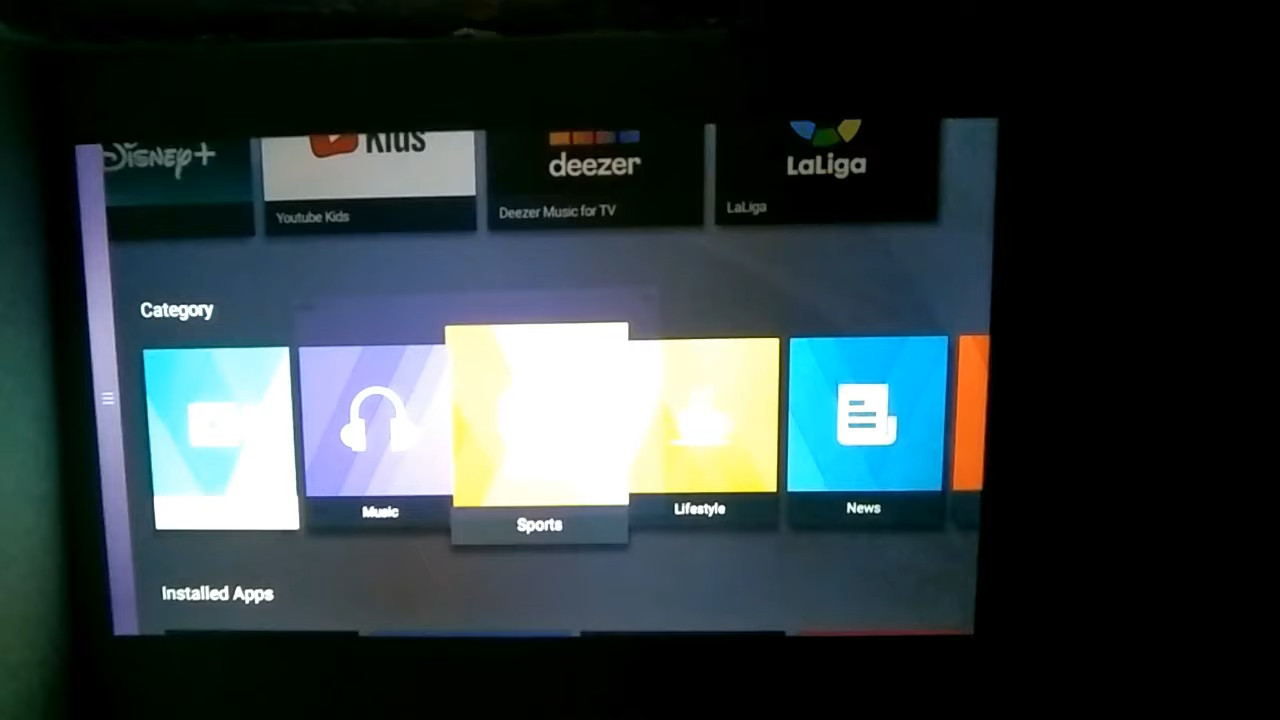 Disney+
Kids
deezer
LaLiga
Youtube Kids
Deezer Music for TV
LaLiga
Category
Music
Sports
Lifestyle
News
Installed Apps